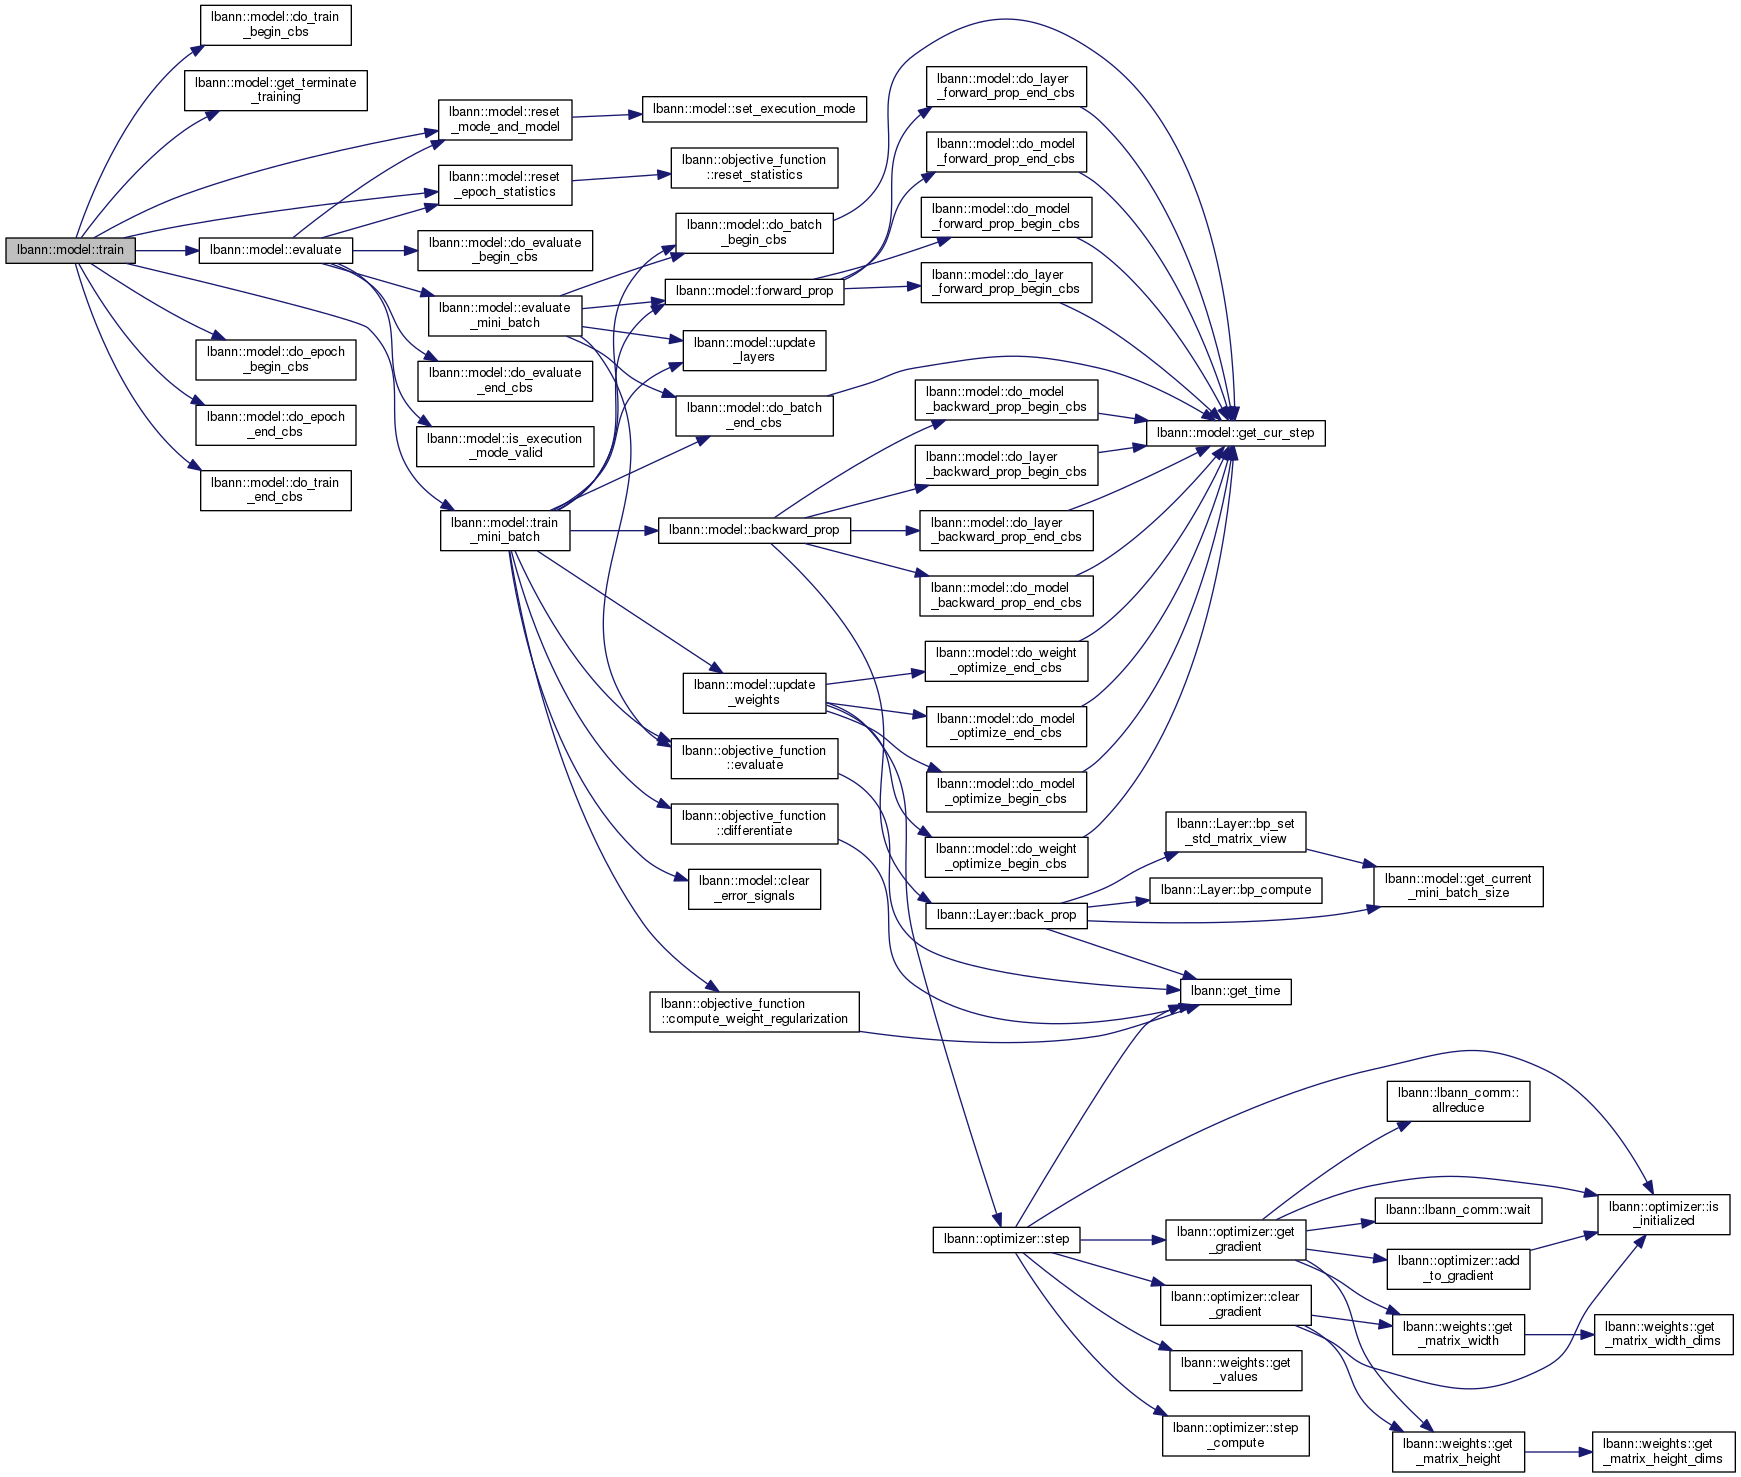 lbann::model::train
lbann::model::do_train
_begin_cbs
lbann::model::get_terminate
_training
lbann::model::evaluate
lbann::model::do_epoch
_begin_cbs
lbann::model::do_epoch
_end_cbs
lbann::model::do_train
_end_cbs
lbann::model::reset
_mode_and_model
lbann::model::reset
_epoch_statistics
lbann::model::do_evaluate
_begin_cbs
lbann::model::evaluate
_mini_batch
lbann::model::do_evaluate
_end_cbs
lbann::model::is_execution
_mode_valid
lbann::model::train
_mini_batch
lbann::model::set_execution_mode
lbann::objective_function
::reset_statistics
lbann::model::do_batch
_begin_cbs
lbann::model::forward_prop
lbann::model::update
_layers
lbann::model::do_batch
_end_cbs
lbann::model::backward_prop
lbann::model::update
_weights
lbann::objective_function
::evaluate
lbann::objective_function
::differentiate
lbann::model::clear
_error_signals
lbann::objective_function
::compute_weight_regularization
lbann::model::do_layer
_forward_prop_end_cbs
lbann::model::do_model
_forward_prop_end_cbs
lbann::model::do_model
_forward_prop_begin_cbs
lbann::model::do_layer
_forward_prop_begin_cbs
lbann::model::do_model
_backward_prop_begin_cbs
lbann::model::do_layer
_backward_prop_begin_cbs
lbann::model::do_layer
_backward_prop_end_cbs
lbann::model::do_model
_backward_prop_end_cbs
lbann::model::do_weight
_optimize_end_cbs
lbann::model::do_model
_optimize_end_cbs
lbann::model::do_model
_optimize_begin_cbs
lbann::model::do_weight
_optimize_begin_cbs
lbann::Layer::back_prop
lbann::optimizer::step
lbann::model::get_cur_step
lbann::Layer::bp_set
_std_matrix_view
lbann::Layer::bp_compute
lbann::get_time
lbann::optimizer::get
_gradient
lbann::optimizer::clear
_gradient
lbann::weights::get
_values
lbann::optimizer::step
_compute
lbann::model::get_current
_mini_batch_size
lbann::lbann_comm::
allreduce
lbann::lbann_comm::wait
lbann::optimizer::add
_to_gradient
lbann::weights::get
_matrix_width
lbann::weights::get
_matrix_height
lbann::optimizer::is
_initialized
lbann::weights::get
_matrix_width_dims
lbann::weights::get
_matrix_height_dims